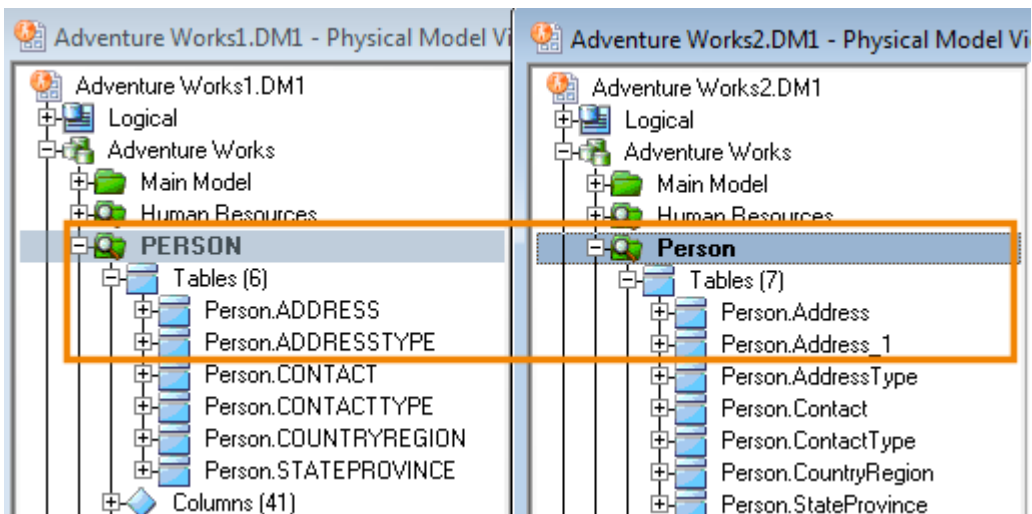 Adventure Works1.DM1 - Physical Model Vi
Adventure Works1.DM1
Logical
Adventure Works
Main Model
Human Resources
PERSON
Tables (6)
Person.ADDRESS
Person.ADDRESSTYPE
Person.CONTACT
Person.CONTACTTYPE
Person.COUNTRYREGION
Person.STATEPROVINCE
Columns (41)
Adventure Works2.DM1 - Physical Model Vi
Adventure Works2.DM1
Logical
Adventure Works
Main Model
Human Resources
Person
Tables (7)
Person.Address
Person.Address_1
Person.AddressType
Person.Contact
Person.ContactType
Person.CountryRegion
Person.StateProvince